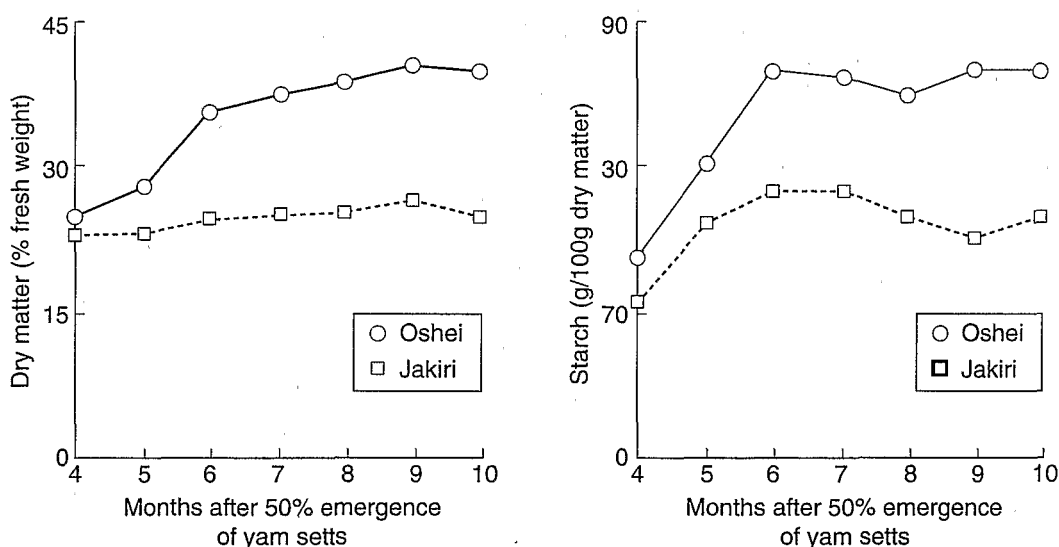 45
30
15
0
Dry matter (% fresh weight)
Oshei
Jakiri
4 5 6 7 8 9 10
Months after 50% emergence
of yam setts
90
30
70
0
Starch (g/100g dry matter)
Oshei
Jakiri
4 5 6 7 8 9 10
Months after 50% emergence
of yam setts